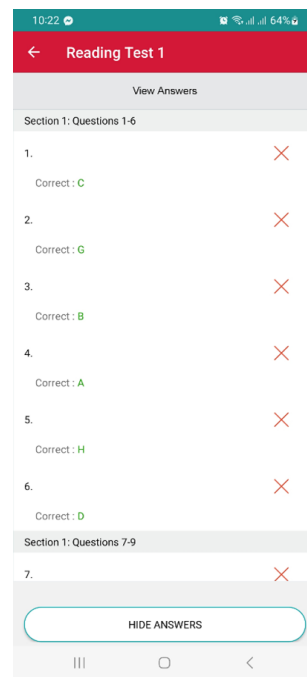 10:22 64%
Reading Test 1
View Answers
Section 1: Questions 1-6
1.
Correct : C
2.
Correct : G
3.
Correct : B
4.
Correct : A
5.
Correct : H
6.
Correct : D
Section 1: Questions 7-9
7.
HIDE ANSWERS